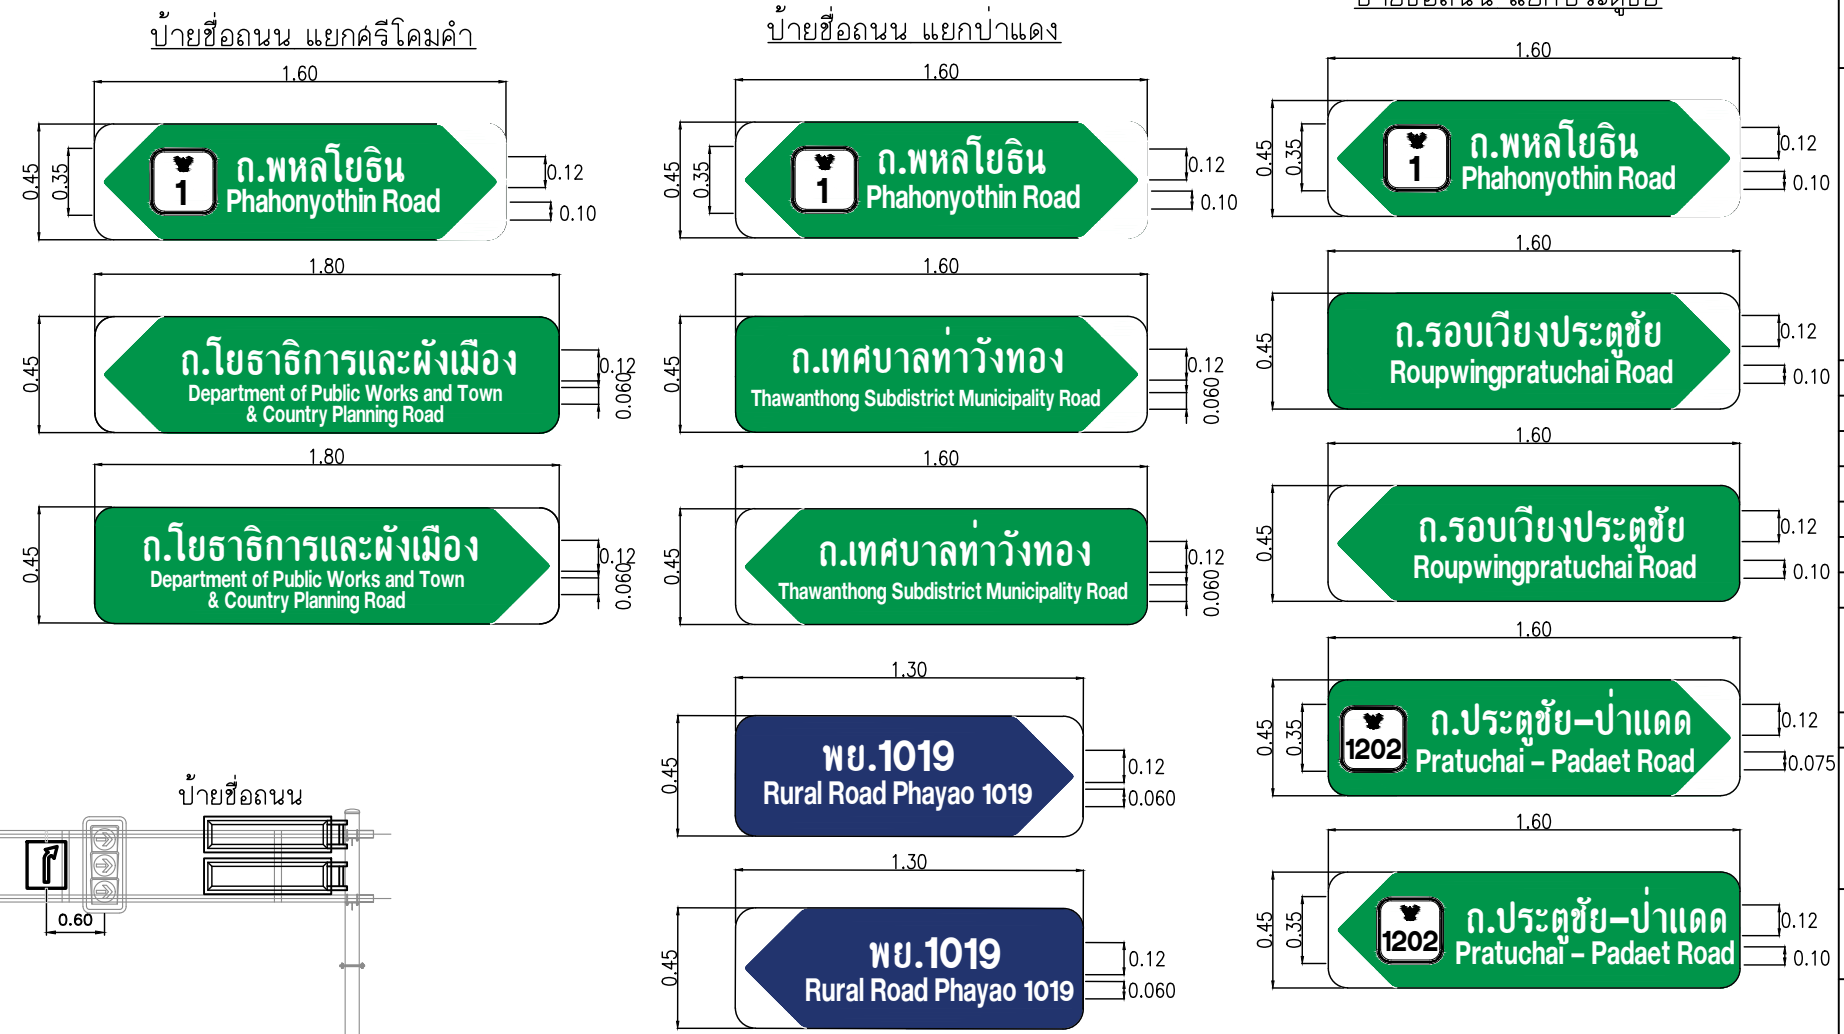 ป้ายชื่อถนน แยกศรีโคมคำ
1.60
0.45
0.35
1
ถ.พหลโยธิน
Phahonyothin Road
0.12
0.10
1.80
0.45
ถ.โยธาธิการและผังเมือง
Department of Public Works and Town
& Country Planning Road
0.12
0.060
1.80
0.45
ถ.โยธาธิการและผังเมือง
Department of Public Works and Town
& Country Planning Road
0.12
0.060
ป้ายชื่อถนน
0.60
ป้ายชื่อถนน แยกป่าแดง
1.60
0.45
0.35
1
ถ.พหลโยธิน
Phahonyothin Road
0.12
0.10
1.60
0.45
ถ.เทศบาลท่าวังทอง
Thawanthong Subdistrict Municipality Road
0.12
0.060
1.60
0.45
ถ.เทศบาลท่าวังทอง
Thawanthong Subdistrict Municipality Road
0.12
0.060
1.30
0.45
พย.1019
Rural Road Phayao 1019
0.12
0.060
1.30
0.45
พย.1019
Rural Road Phayao 1019
0.12
0.060
ป้ายชื่อถนน แยกประตูชัย
1.60
0.45
0.35
1
ถ.พหลโยธิน
Phahonyothin Road
0.12
0.10
1.60
0.45
ถ.รอบเวียงประตูชัย
Roupwingpratuchai Road
0.12
0.10
1.60
0.45
ถ.รอบเวียงประตูชัย
Roupwingpratuchai Road
0.12
0.10
1.60
0.45
0.35
1202
ถ.ประตูชัย-ป่าแดด
Pratuchai - Padaet Road
0.12
0.075
1.60
0.45
0.35
1202
ถ.ประตูชัย-ป่าแดด
Pratuchai - Padaet Road
0.12
0.10